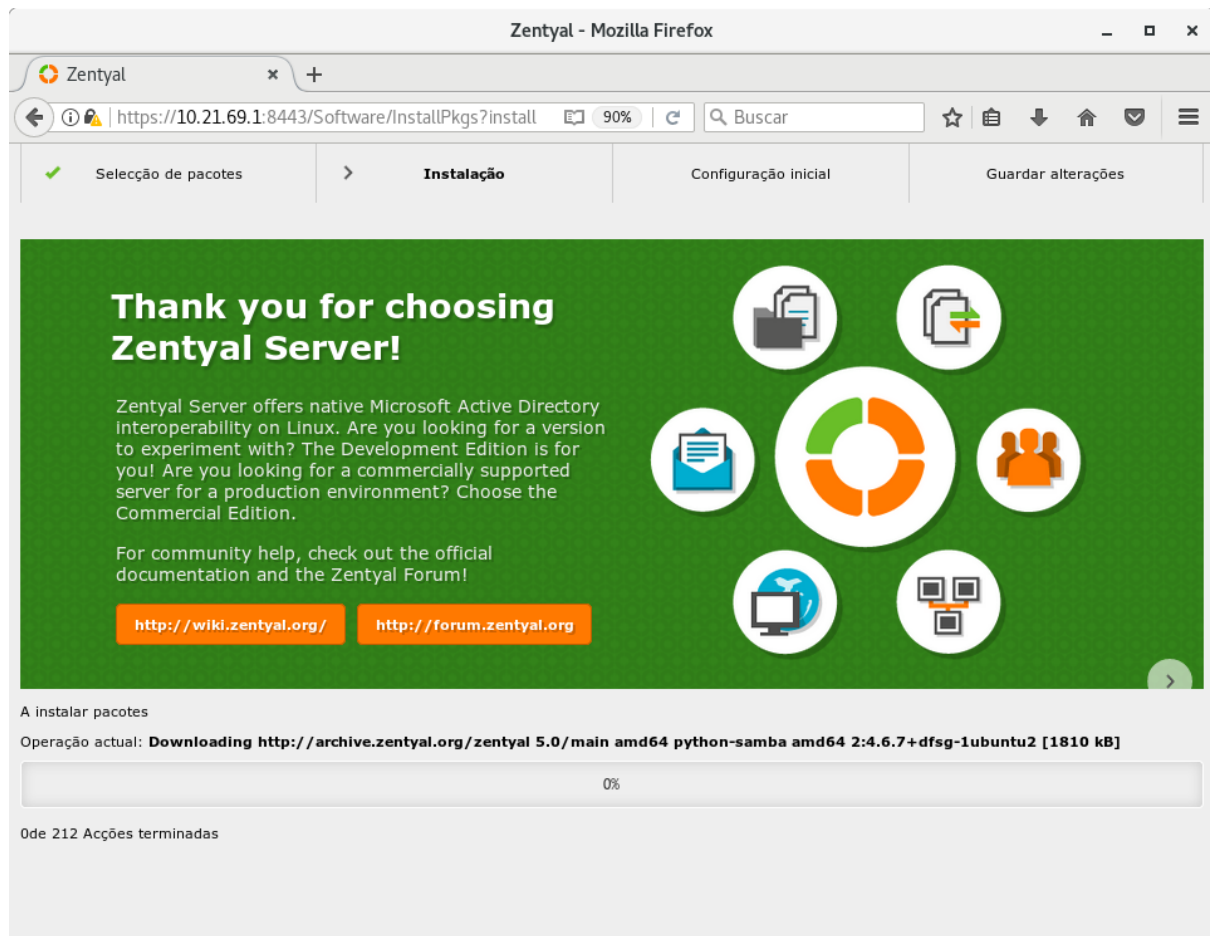 Zentyal - Mozilla Firefox
Zentyal
https://10.21.69.1:8443/Software/InstallPkgs?install
90%
Buscar
Selecção de pacotes
Instalação
Configuração inicial
Guardar alterações
Thank you for choosing
Zentyal Server!
Zentyal Server offers native Microsoft Active Directory
interoperability on Linux. Are you looking for a version
to experiment with? The Development Edition is for
you! Are you looking for a commercially supported
server for a production environment? Choose the
Commercial Edition.
For community help, check out the official
documentation and the Zentyal Forum!
http://wiki.zentyal.org/
http://forum.zentyal.org
A instalar pacotes
Operação actual: Downloading http://archive.zentyal.org/zentyal 5.0/main amd64 python-samba amd64 2:4.6.7+dfsg-1ubuntu2 [1810 kB]
0%
0de 212 Acções terminadas